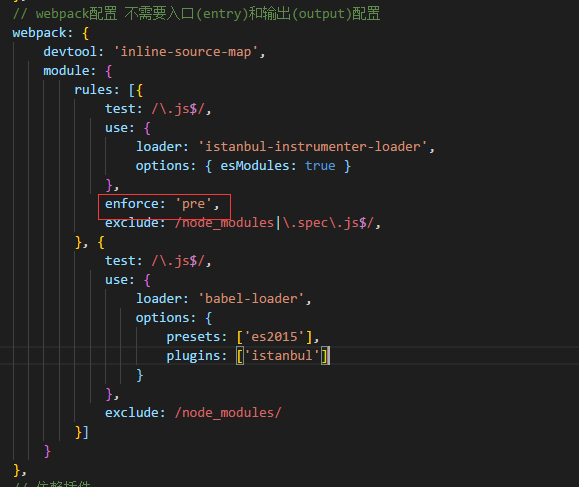 // webpack配置 不需要入口(entry)和输出(output)配置
webpack: {
devtool: 'inline-source-map',
module: {
rules: [{
test: /\.js$/,
use: {
loader: 'istanbul-instrumenter-loader',
options: { esModules: true }
},
enforce: 'pre',
exclude: /node_modules|\.spec\.js$/,
}, {
test: /\.js$/,
use: {
loader: 'babel-loader',
options: {
presets: ['es2015'],
plugins: ['istanbul']
}
},
exclude: /node_modules/
}]
}
},